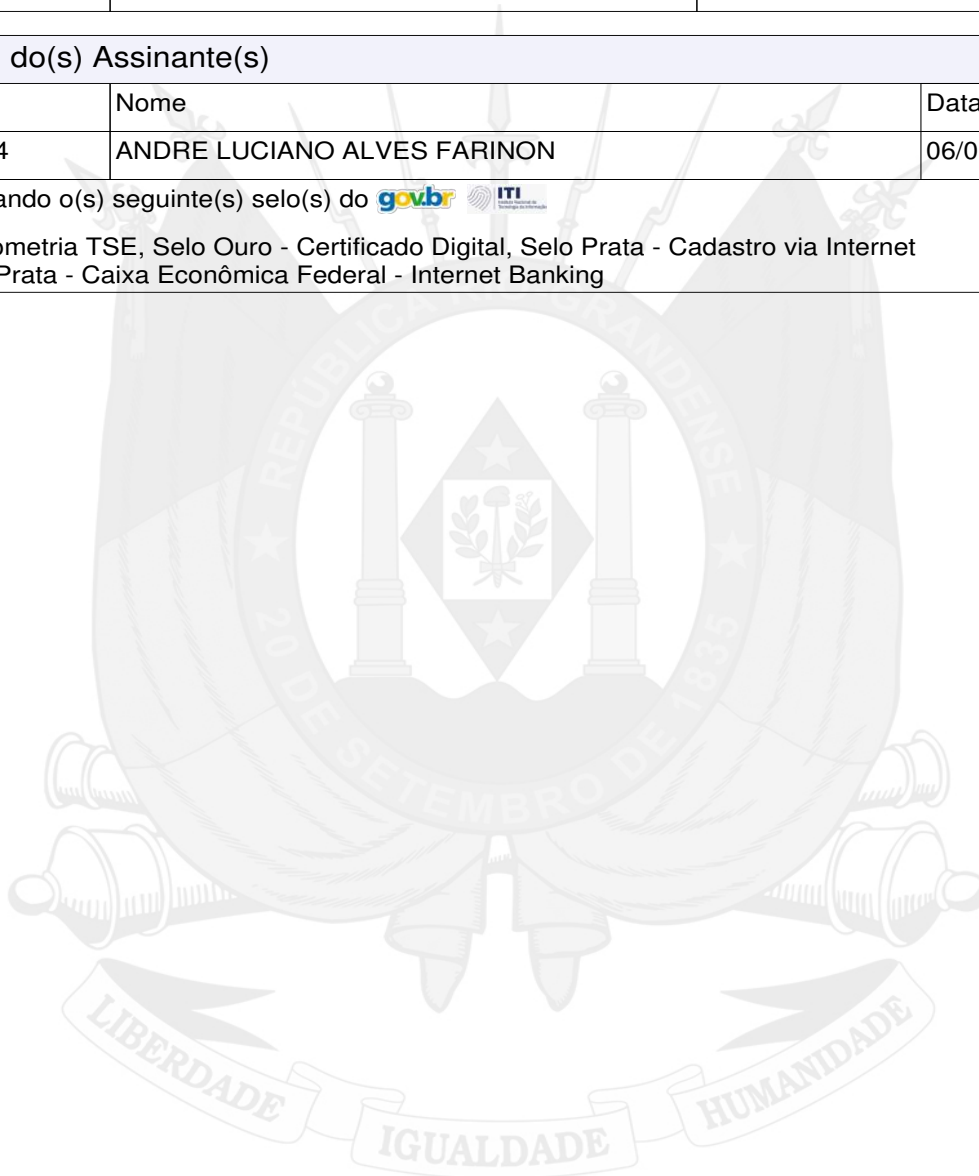 do(s) Assinante(s)
Nome Data
4 ANDRE LUCIANO ALVES FARINON 06/0
ando o(s) seguinte(s) selo(s) do gov.br ITI
ometria TSE, Selo Ouro - Certificado Digital, Selo Prata - Cadastro via Internet
Prata - Caixa Econômica Federal - Internet Banking
REPÚBLICA RIO GRANDENSE
20 DE SETEMBRO DE 1835
LIBERDADE IGUALDADE HUMANIDADE